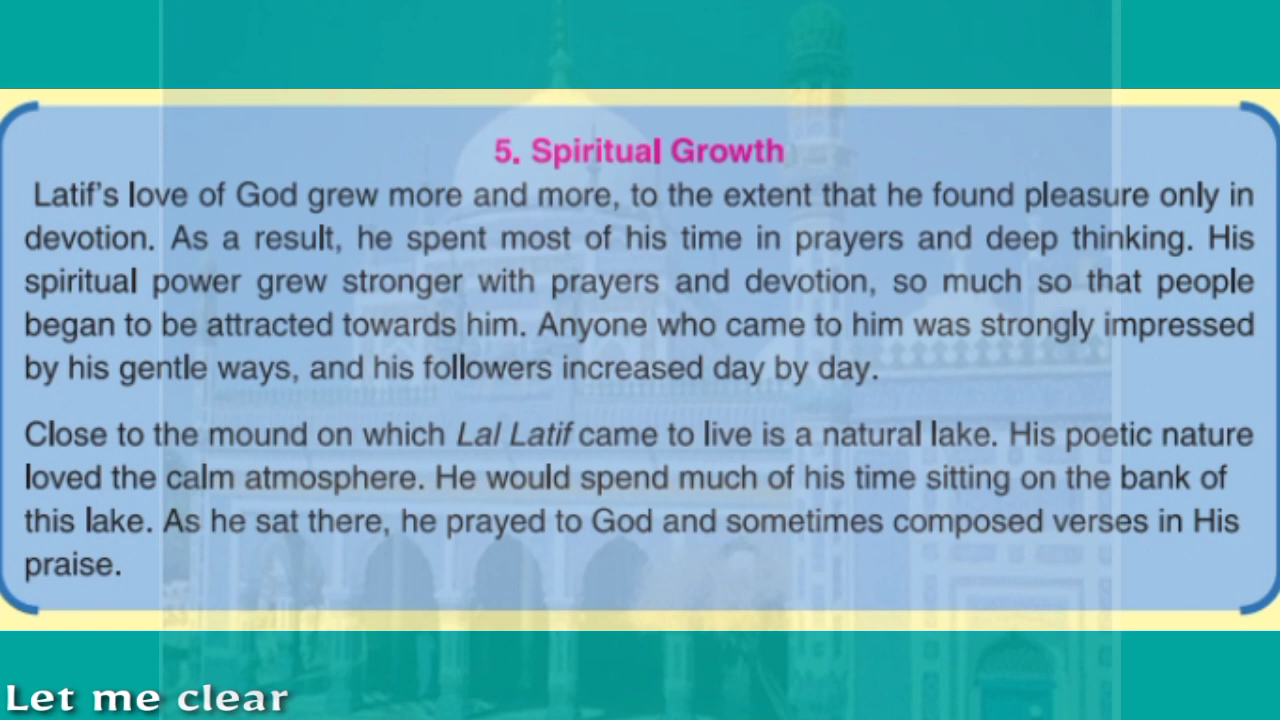 5. Spiritual Growth
Latif's love of God grew more and more, to the extent that he found pleasure only in
devotion. As a result, he spent most of his time in prayers and deep thinking. His
spiritual power grew stronger with prayers and devotion, so much so that people
began to be attracted towards him. Anyone who came to him was strongly impressed
by his gentle ways, and his followers increased day by day.
Close to the mound on which Lal Latif came to live is a natural lake. His poetic nature
loved the calm atmosphere. He would spend much of his time sitting on the bank of
this lake. As he sat there, he prayed to God and sometimes composed verses in His
praise.
Let me clear